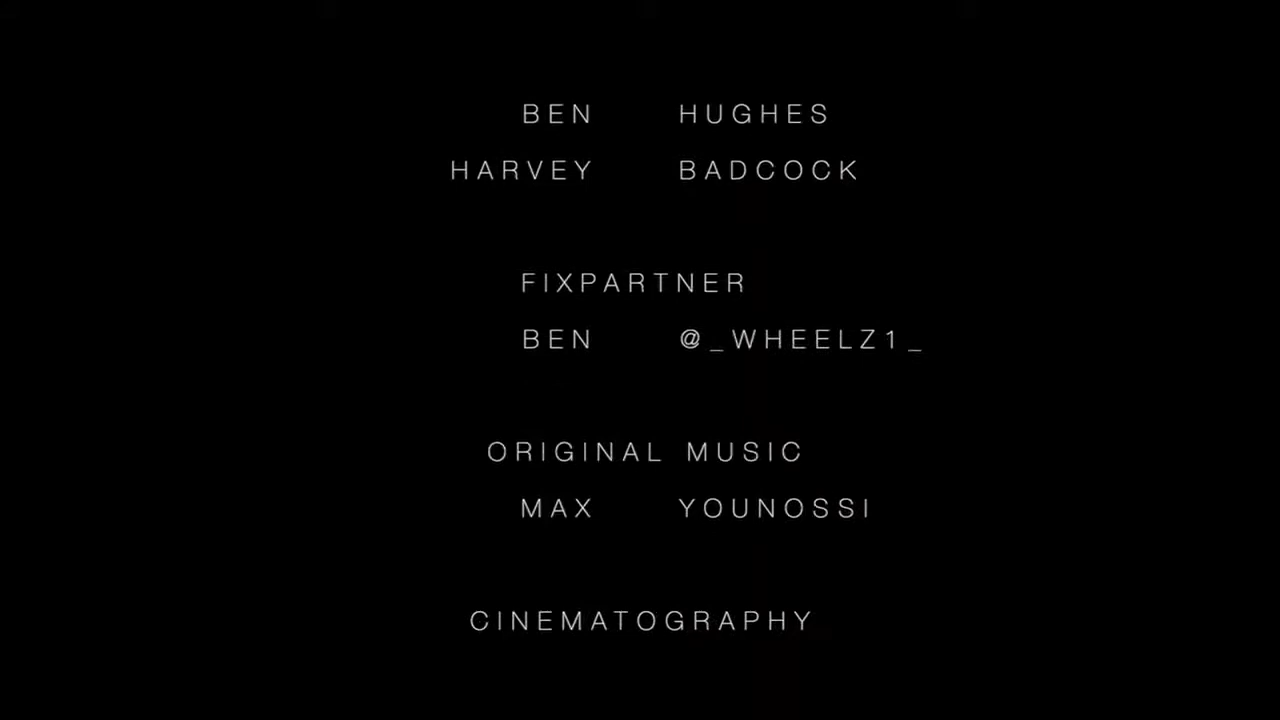 BEN HUGHES
HARVEY BADCOCK
FIXPARTNER
BEN @_WHEELZ1_
ORIGINAL MUSIC
MAX YOUNOSSI
CINEMATOGRAPHY